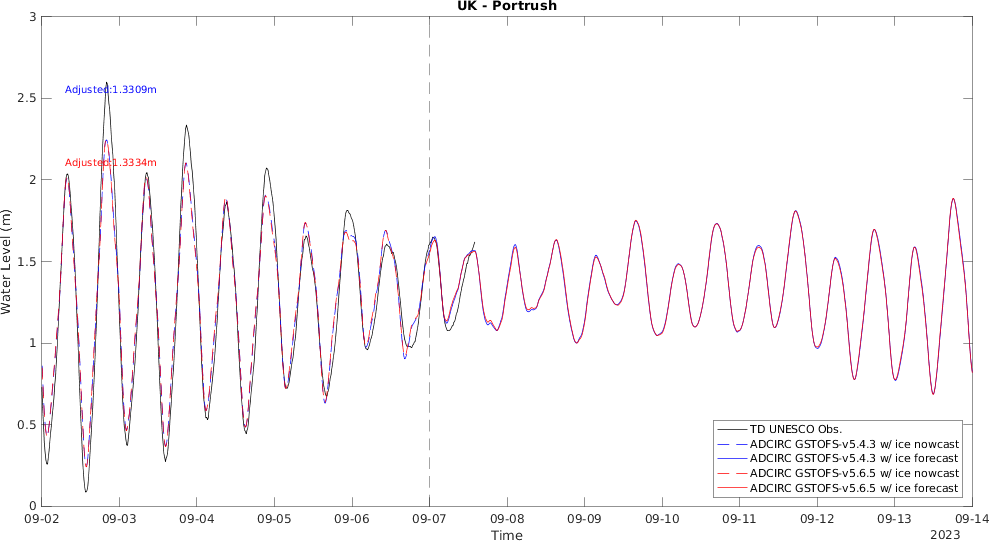 UK - Portrush
3
2.5
2
1.5
1
0.5
0
Water Level (m)
Adjusted:1.3309m
Adjusted:1.3334m
TD UNESCO Obs.
ADCIRC GSTOFS-v5.4.3 w/ ice nowcast
ADCIRC GSTOFS-v5.4.3 w/ ice forecast
ADCIRC GSTOFS-v5.6.5 w/ ice nowcast
ADCIRC GSTOFS-v5.6.5 w/ ice forecast
09-02 09-03 09-04 09-05 09-06 09-07 09-08 09-09 09-10 09-11 09-12 09-13 09-14
Time
2023